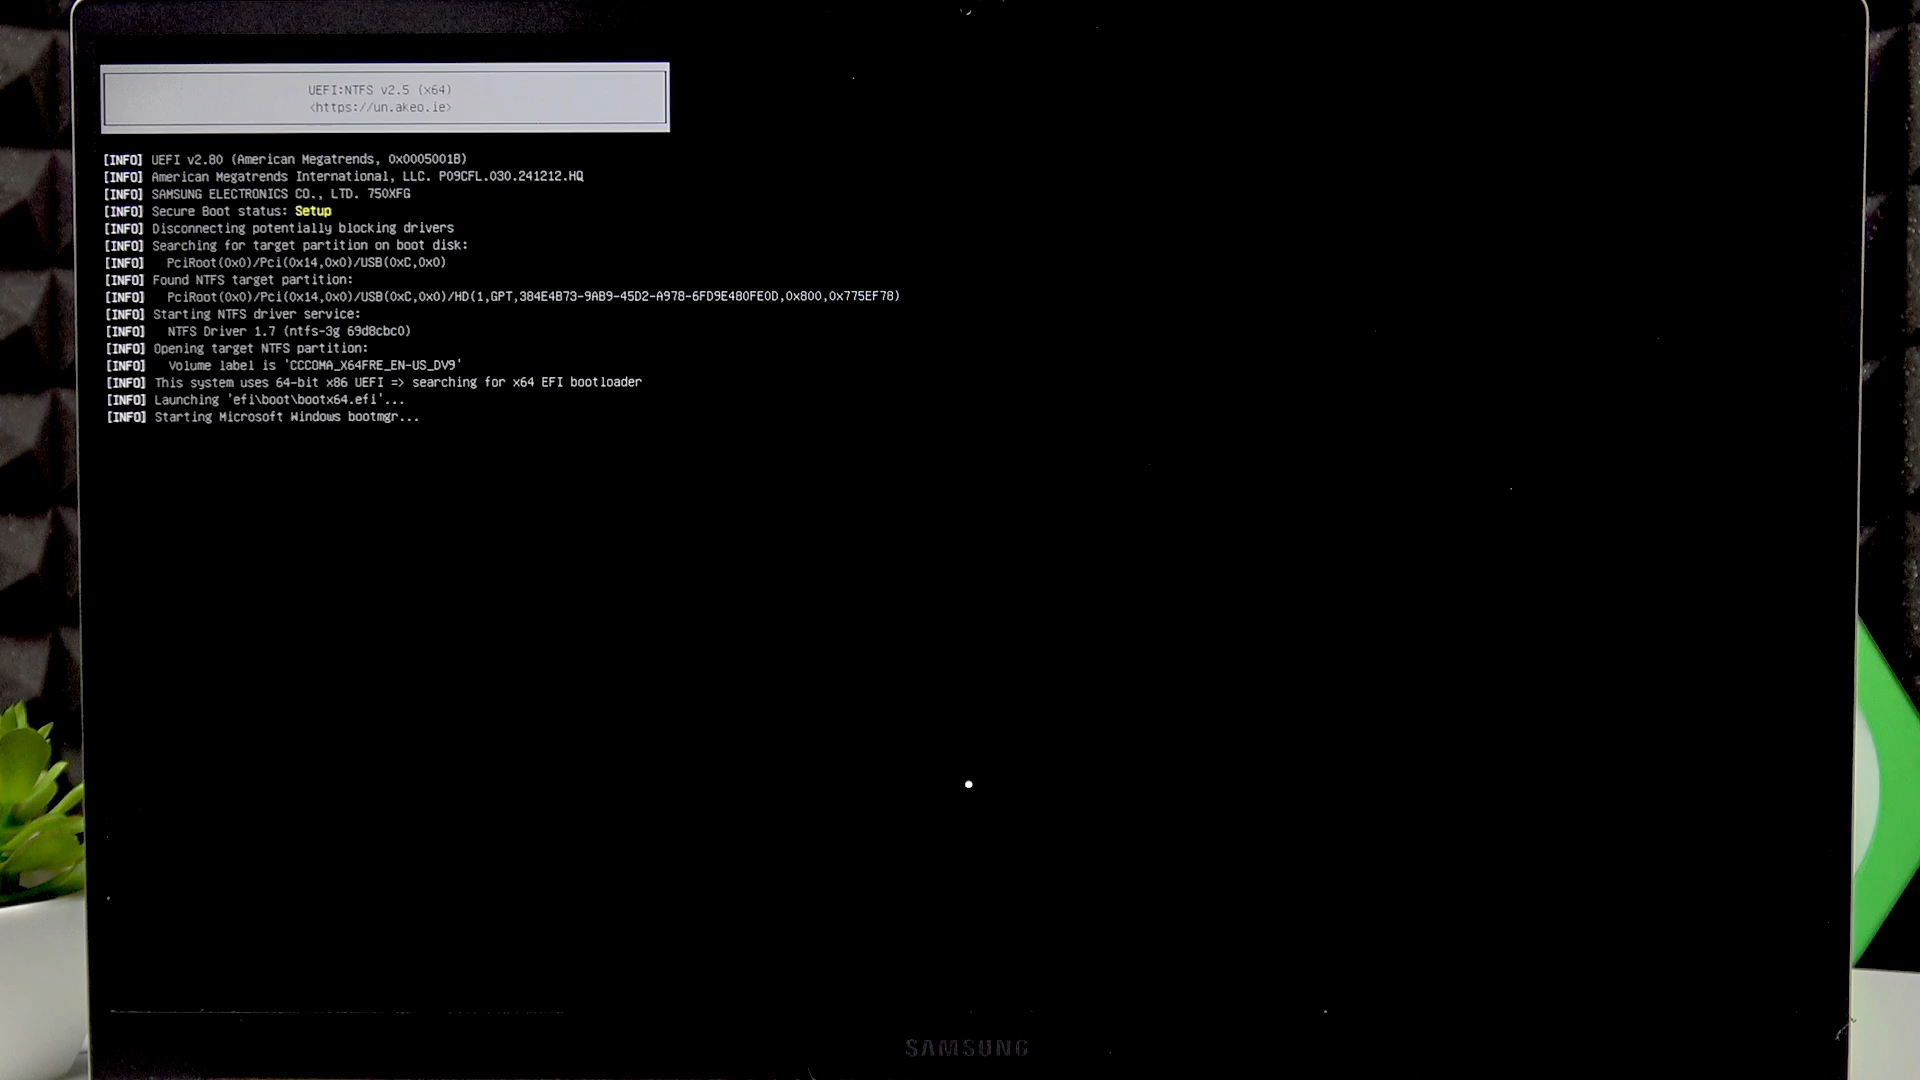 UEFI:NTFS v2.5 (x64)
<https://un.akeo.ie>
[INFO] UEFI v2.80 (American Megatrends, 0x0005001B)
[INFO] American Megatrends International, LLC. P09CFL.030.241212.HQ
[INFO] SAMSUNG ELECTRONICS CO., LTD. 750XFG
[INFO] Secure Boot status: Setup
[INFO] Disconnecting potentially blocking drivers
[INFO] Searching for target partition on boot disk:
[INFO]   PciRoot(0x0)/Pci(0x14,0x0)/USB(0xC,0x0)
[INFO] Found NTFS target partition:
[INFO]   PciRoot(0x0)/Pci(0x14,0x0)/USB(0xC,0x0)/HD(1,GPT,384E4B73-9AB9-45D2-A978-6FD9E480FE0D,0x800,0x775EF78)
[INFO] Starting NTFS driver service:
[INFO]   NTFS Driver 1.7 (ntfs-3g 69d8cbc0)
[INFO] Opening target NTFS partition:
[INFO]   Volume label is 'CCCOMA_X64FRE_EN-US_DV9'
[INFO] This system uses 64-bit x86 UEFI => searching for x64 EFI bootloader
[INFO] Launching 'efi\boot\bootx64.efi'...
[INFO] Starting Microsoft Windows bootmgr...
SAMSUNG